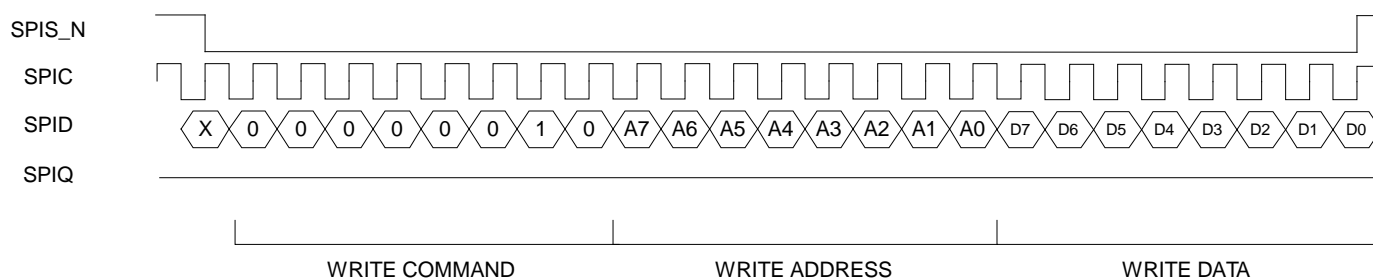 SPIS_N
SPIC
SPID X 0 0 0 0 0 0 1 0 A7 A6 A5 A4 A3 A2 A1 A0 D7 D6 D5 D4 D3 D2 D1 D0
SPIQ
WRITE COMMAND WRITE ADDRESS WRITE DATA